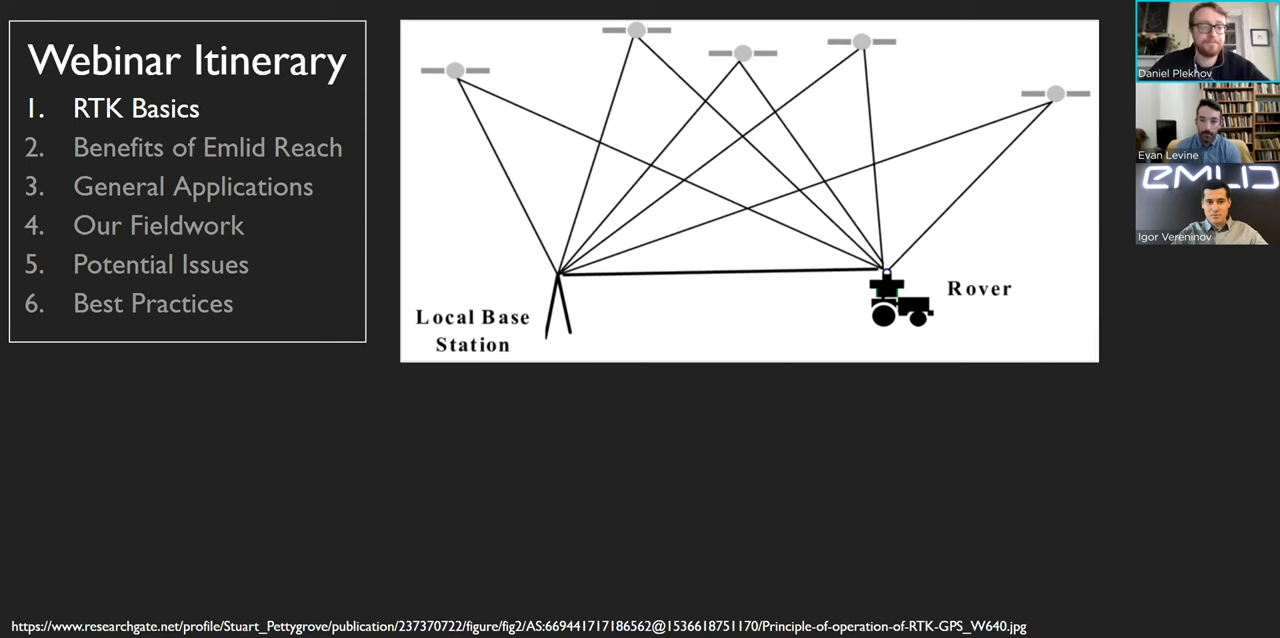 Webinar Itinerary
1. RTK Basics
2. Benefits of Emlid Reach
3. General Applications
4. Our Fieldwork
5. Potential Issues
6. Best Practices
Local Base
Station
Rover
Daniel Plekhov
Evan Levine
EMLID
Igor Vereninov
https://www.researchgate.net/profile/Stuart_Pettygrove/publication/237370722/figure/fig2/AS:669441717186562@1536618751170/Principle-of-operation-of-RTK-GPS_W640.jpg